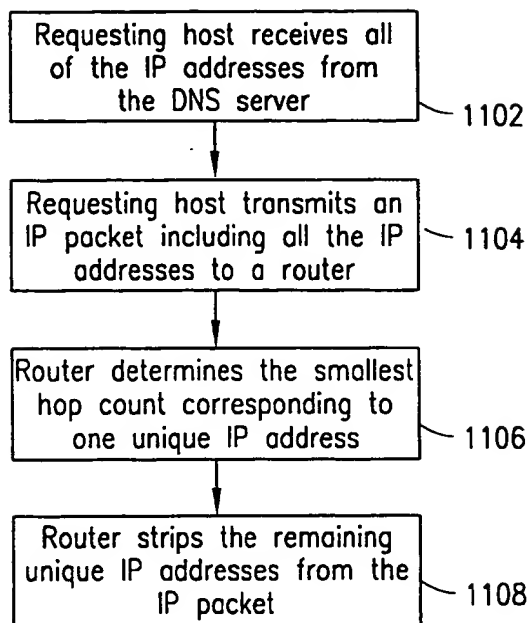 Requesting host receives all
of the IP addresses from
the DNS server
1102
Requesting host transmits an
IP packet including all the IP
addresses to a router
1104
Router determines the smallest
hop count corresponding to
one unique IP address
1106
Router strips the remaining
unique IP addresses from the
IP packet
1108